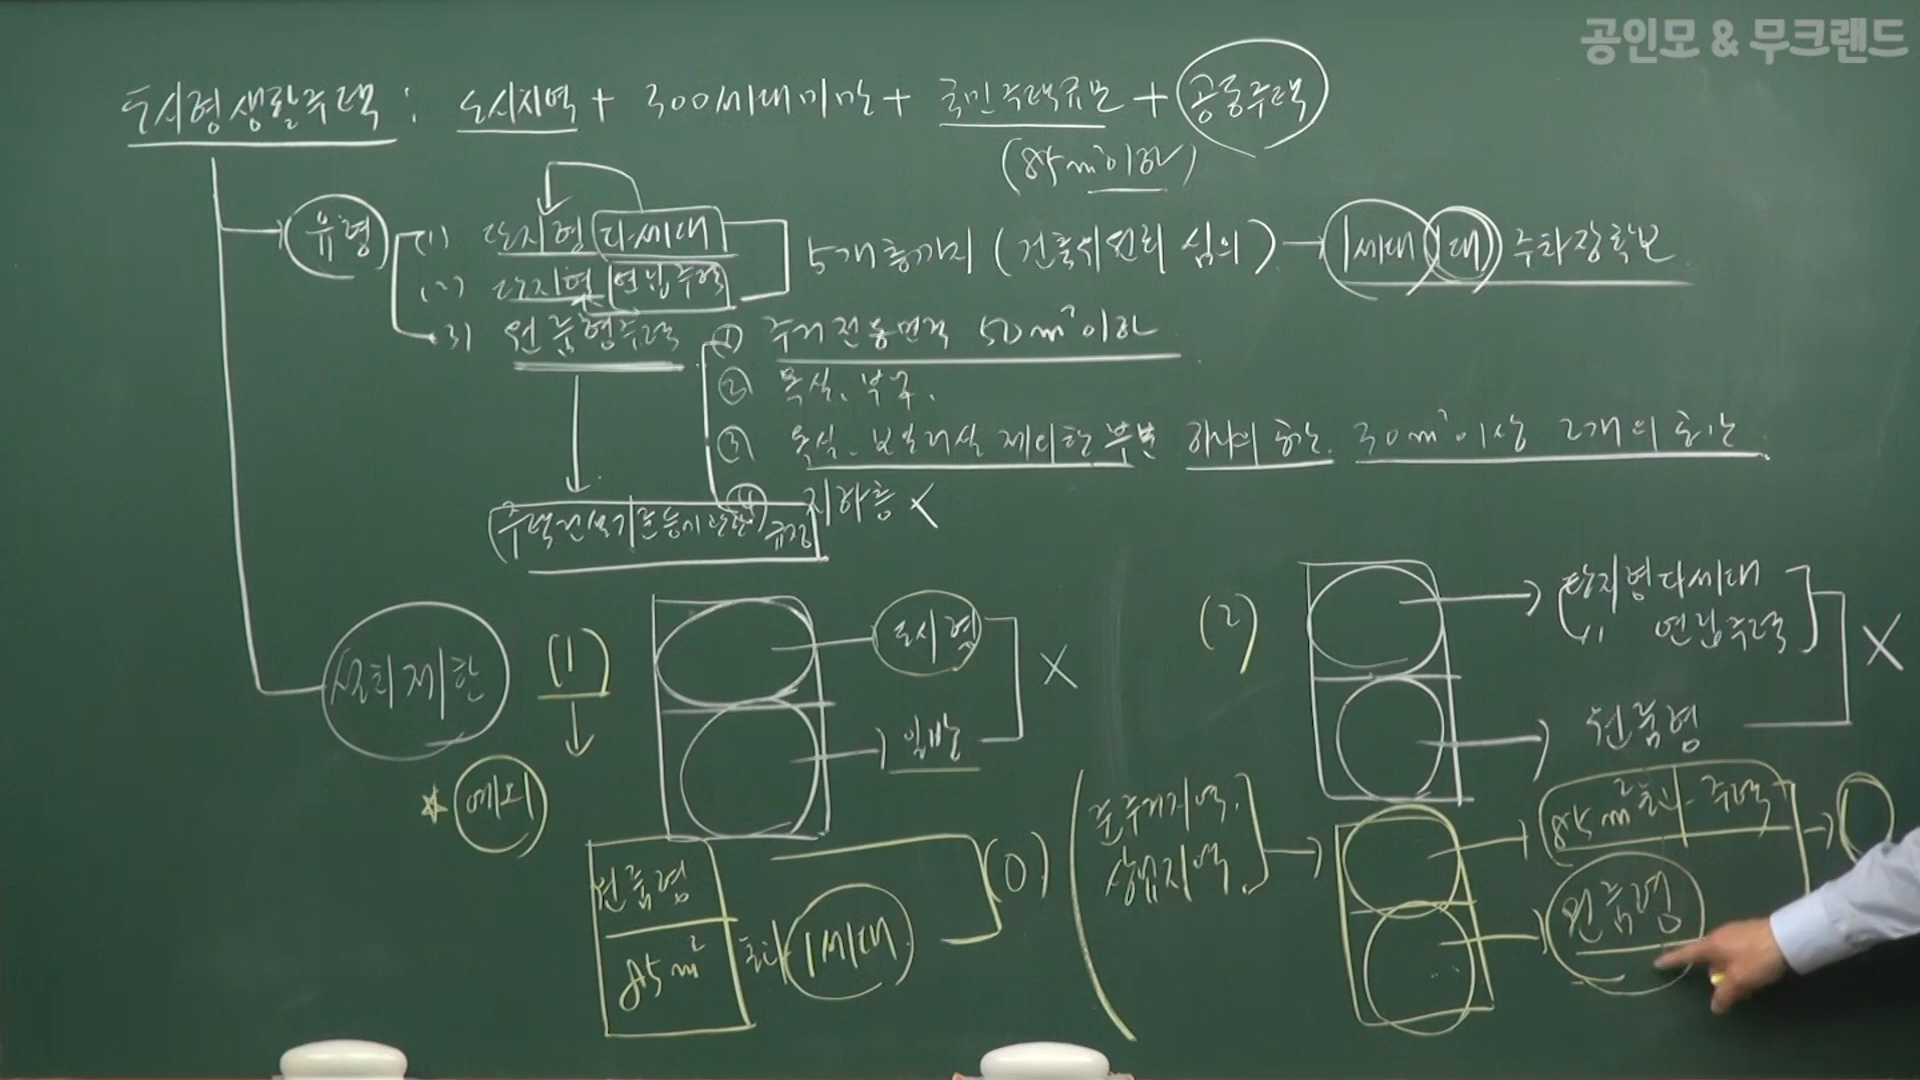 공인모 & 무크랜드
도시형생활주택 : 도시지역 + 300세대미만 + 국민주택규모 + 공동주택
(85m²이하)
유형
(1) 단지형 다세대
(2) 단지형 연립주택
5개층까지 (건축위원회 심의) → 1세대 1대 주차장확보
(3) 원룸형주택
① 주거전용면적 50m²이하
② 욕실, 부엌.
③ 욕실, 보일러실 제외한 부분 하나의 공간. 30m²이상 2개의 공간
④ 지하층 X
주택건설기준등에관한 규정
설치제한
(1)
도시형
일반
X
예외
원룸형
85m² 초과 1세대
(0)
(2)
단지형다세대
〃 연립주택
원룸형
X
준주거지역.
상업지역.
85m²초과 주택
원룸형